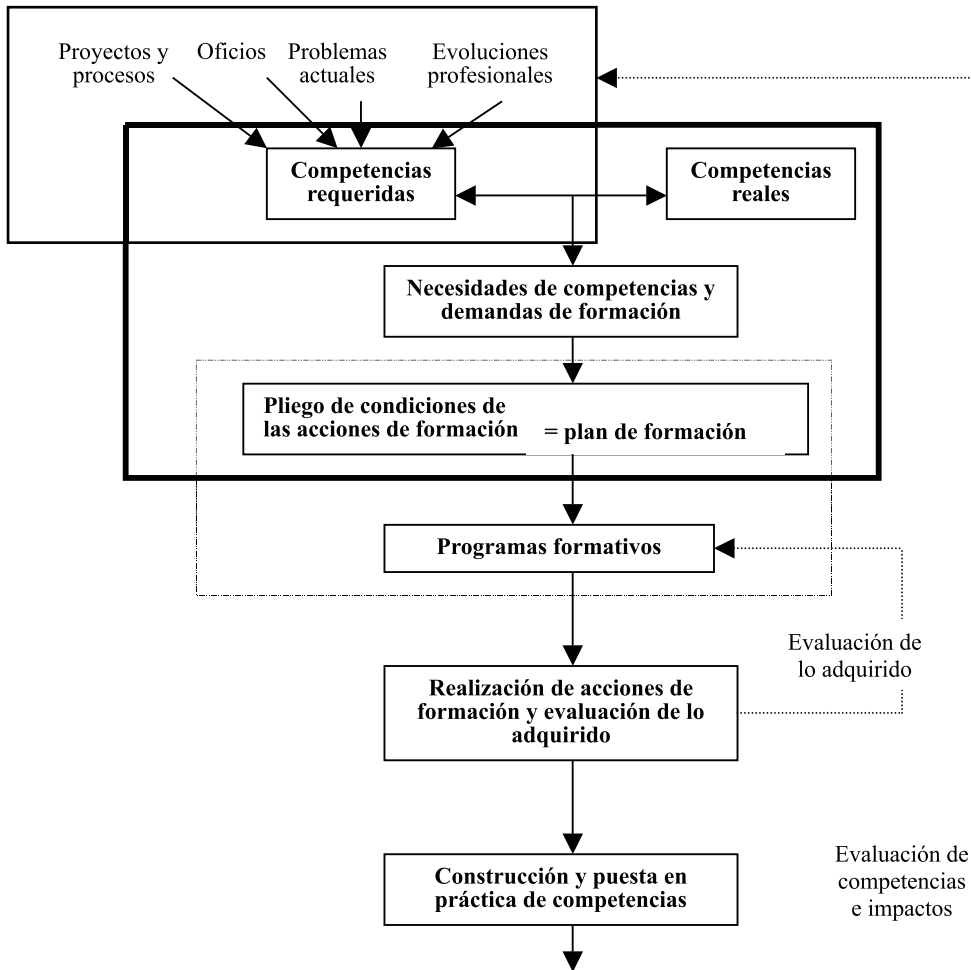 Proyectos y
procesos
Oficios
Problemas
actuales
Evoluciones
profesionales
Competencias
requeridas
Competencias
reales
Necesidades de competencias y
demandas de formación
Pliego de condiciones de
las acciones de formación
= plan de formación
Programas formativos
Evaluación de
lo adquirido
Realización de acciones de
formación y evaluación de lo
adquirido
Construcción y puesta en
práctica de competencias
Evaluación de
competencias
e impactos